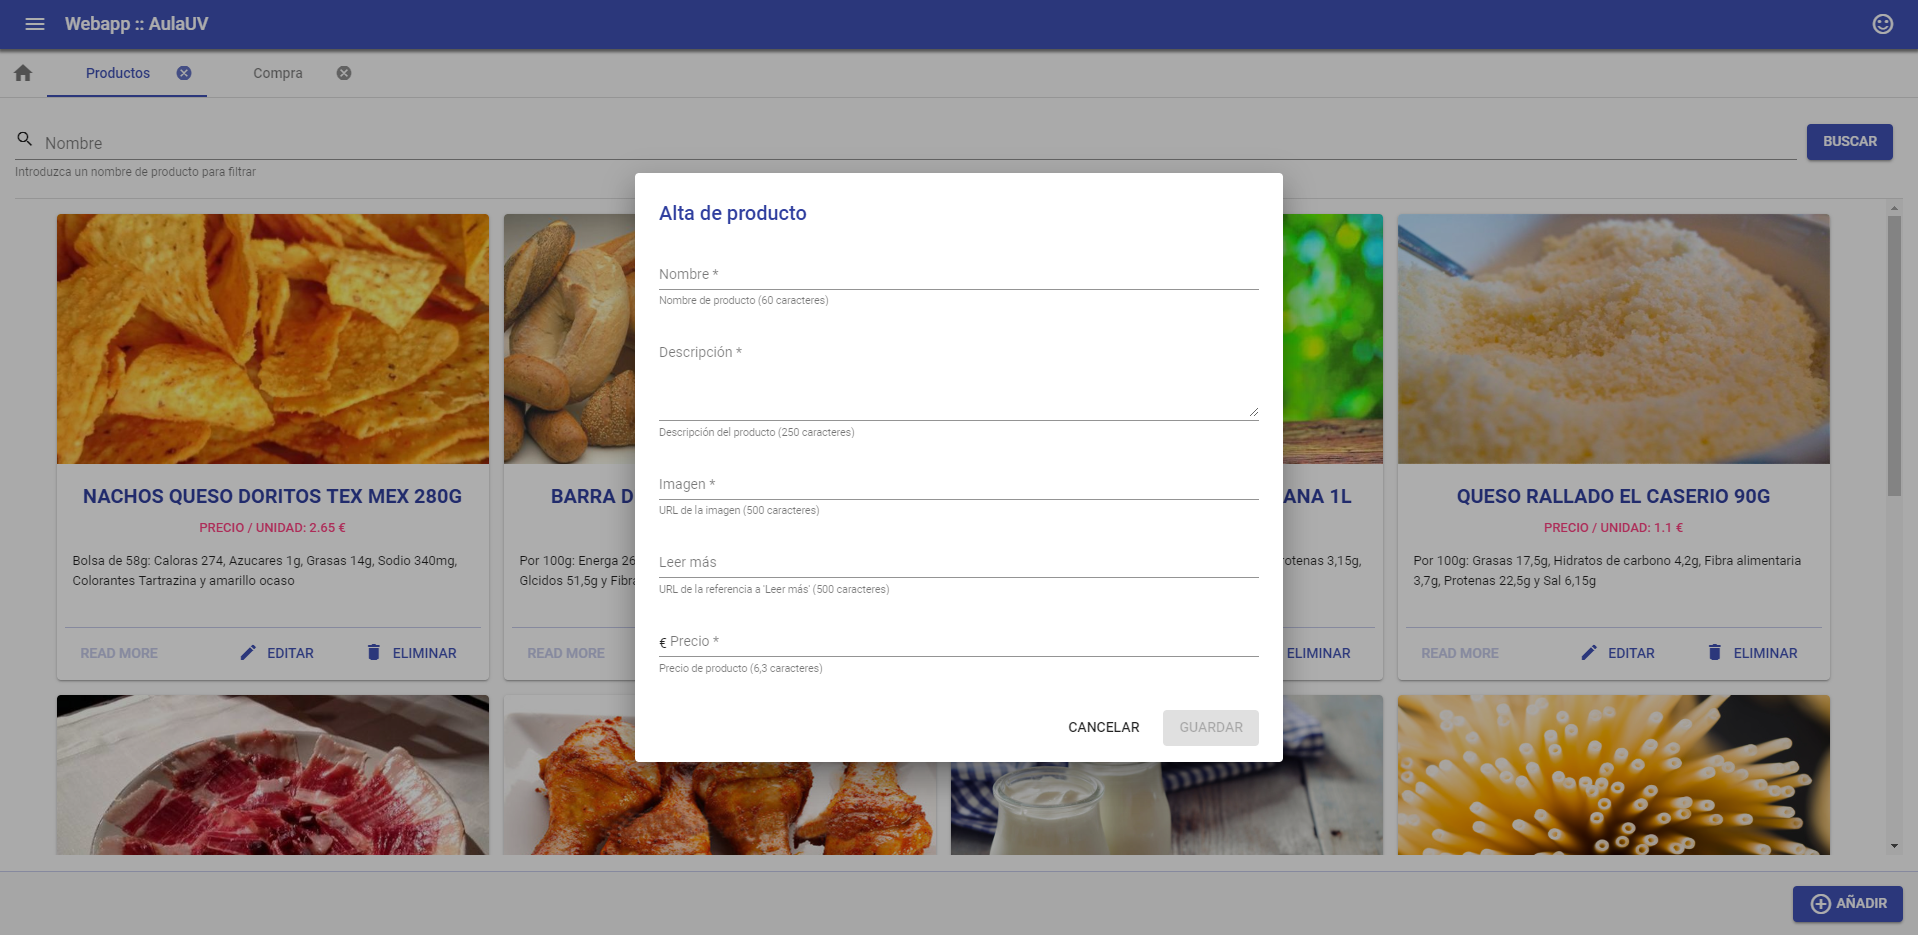 Webapp :: AulaUV
Productos
Compra
Nombre
Introduzca un nombre de producto para filtrar
BUSCAR
Alta de producto
Nombre *
Nombre de producto (60 caracteres)
Descripción *
Descripción del producto (250 caracteres)
Imagen *
URL de la imagen (500 caracteres)
Leer más
URL de la referencia a 'Leer más' (500 caracteres)
€ Precio *
Precio de producto (6,3 caracteres)
CANCELAR
GUARDAR
NACHOS QUESO DORITOS TEX MEX 280G
PRECIO / UNIDAD: 2.65 €
Bolsa de 58g: Caloras 274, Azucares 1g, Grasas 14g, Sodio 340mg,
Colorantes Tartrazina y amarillo ocaso
READ MORE
EDITAR
ELIMINAR
BARRA D
Por 100g: Energa 26
Glcidos 51,5g y Fibr
READ MORE
ANA 1L
rotenas 3,15g,
ELIMINAR
QUESO RALLADO EL CASERIO 90G
PRECIO / UNIDAD: 1.1 €
Por 100g: Grasas 17,5g, Hidratos de carbono 4,2g, Fibra alimentaria
3,7g, Protenas 22,5g y Sal 6,15g
READ MORE
EDITAR
ELIMINAR
AÑADIR